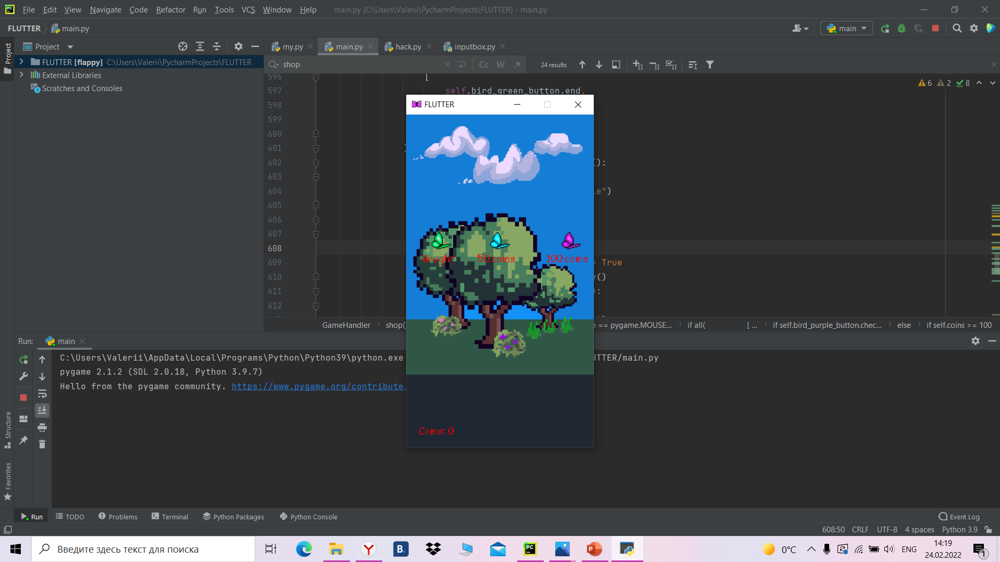 File Edit View Navigate Code Refactor Run Tools VCS Window Help main.py [C:\Users\Valerii\PycharmProjects\FLUTTER] - main.py
FLUTTER main.py main
Project
Project my.py main.py hack.py inputbox.py
FLUTTER [flappy] C:\Users\Valerii\PycharmProjects\FLUTTER
shop Cc W .* 24 results
External Libraries
Scratches and Consoles
596 [
6 2 8
597 self.bird_green_button.end,
598
599
600
601
602 ():
603
604 e")
605
606
607
608
609 = True
610 ()
611 ):
612
FLUTTER
Bought 50 coins 100 coins
Coins: 0
GameHandler shop( e == pygame.MOUSE... if all( [ ... if self.bird_purple_button.chec... else if self.coins >= 100
Run: main
C:\Users\Valerii\AppData\Local\Programs\Python\Python39\python.exe TTER/main.py
pygame 2.1.2 (SDL 2.0.18, Python 3.9.7)
Hello from the pygame community. https://www.pygame.org/contribute.
Structure
Favorites
Run TODO Problems Terminal Python Packages Python Console Event Log
608:50 CRLF UTF-8 4 spaces Python 3.9
Введите здесь текст для поиска
0°C ENG 14:19
24.02.2022
1